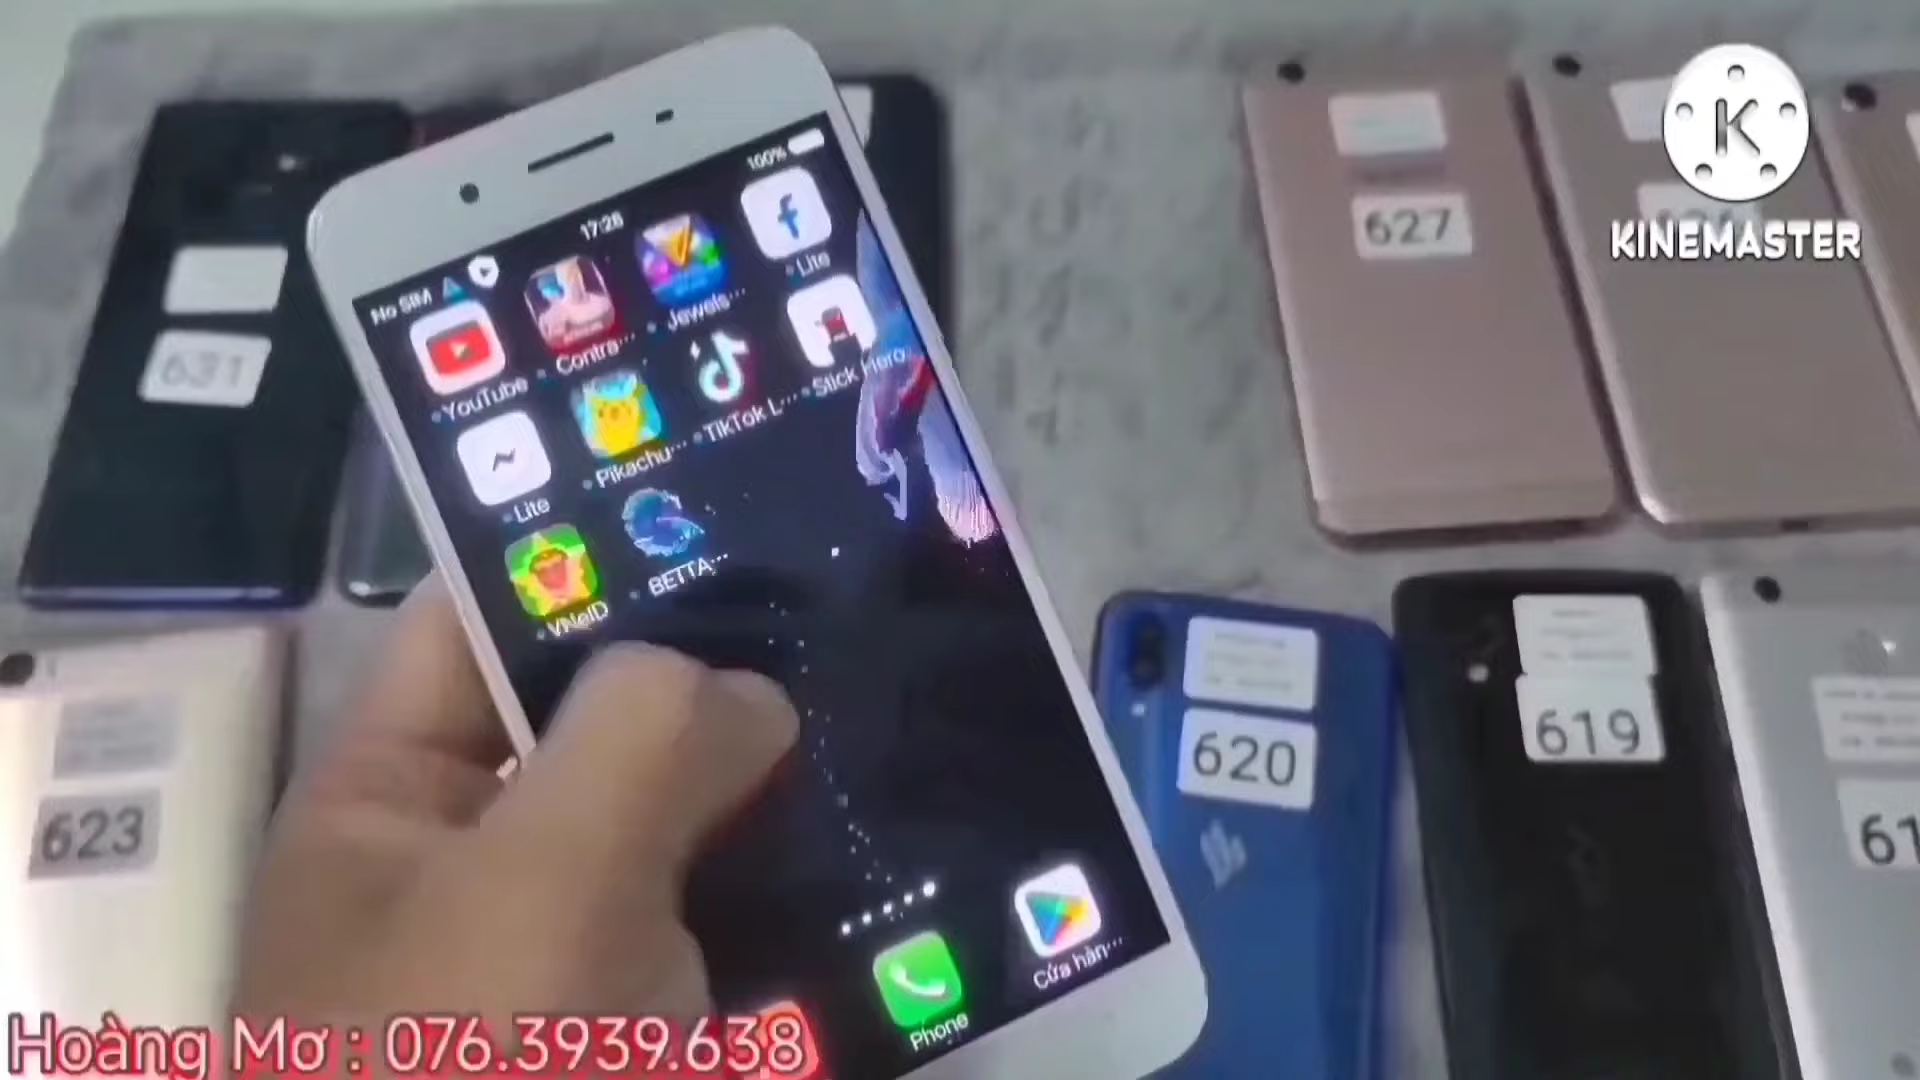 KINEMASTER
627
631
No SIM
17:26
100%
YouTube
Contra...
Jewels...
Lite
Lite
Pikachu...
TikTok L...
Stick Hero
VNeID
BETTA...
Phone
Cửa hàn...
623
620
619
61
Hoàng Mơ : 076.3939.638